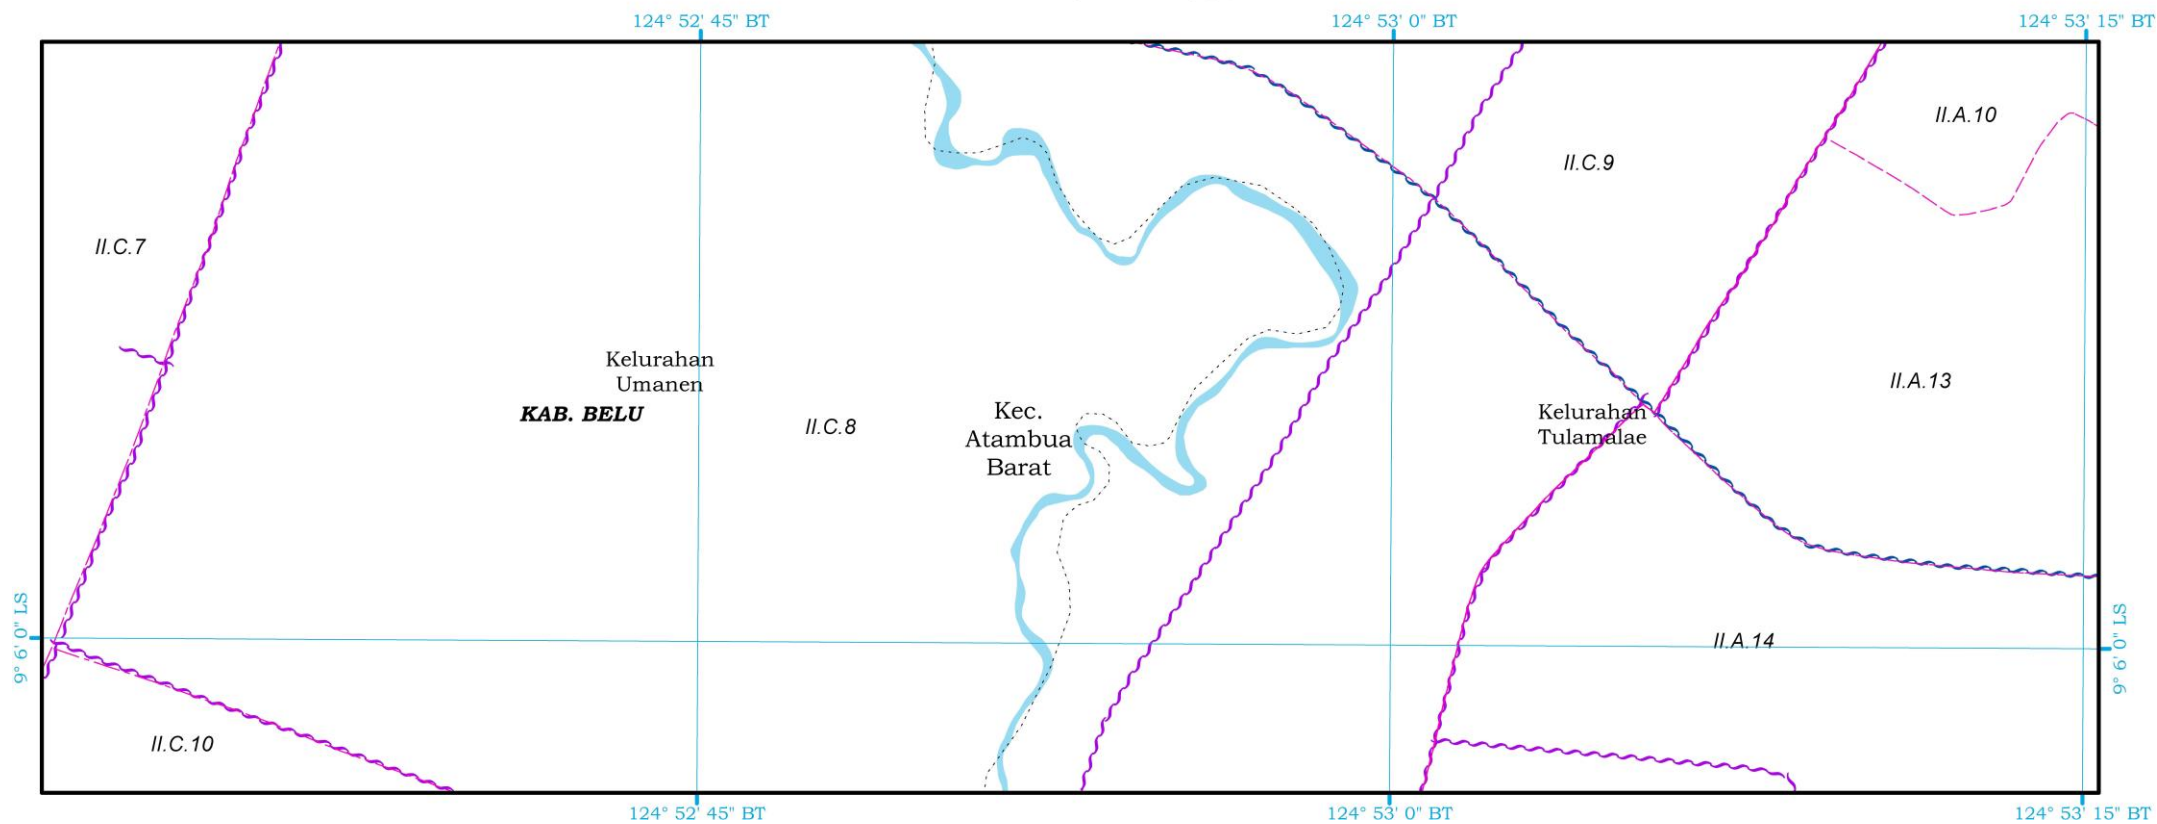 124° 52' 45" BT
124° 53' 0" BT
124° 53' 15" BT
II.A.10
II.C.9
II.C.7
Kelurahan
Umanen
KAB. BELU
II.C.8
Kec.
Atambua
Barat
Kelurahan
Tulamalae
II.A.13
9° 6' 0" LS
II.A.14
9° 6' 0" LS
II.C.10
124° 52' 45" BT
124° 53' 0" BT
124° 53' 15" BT